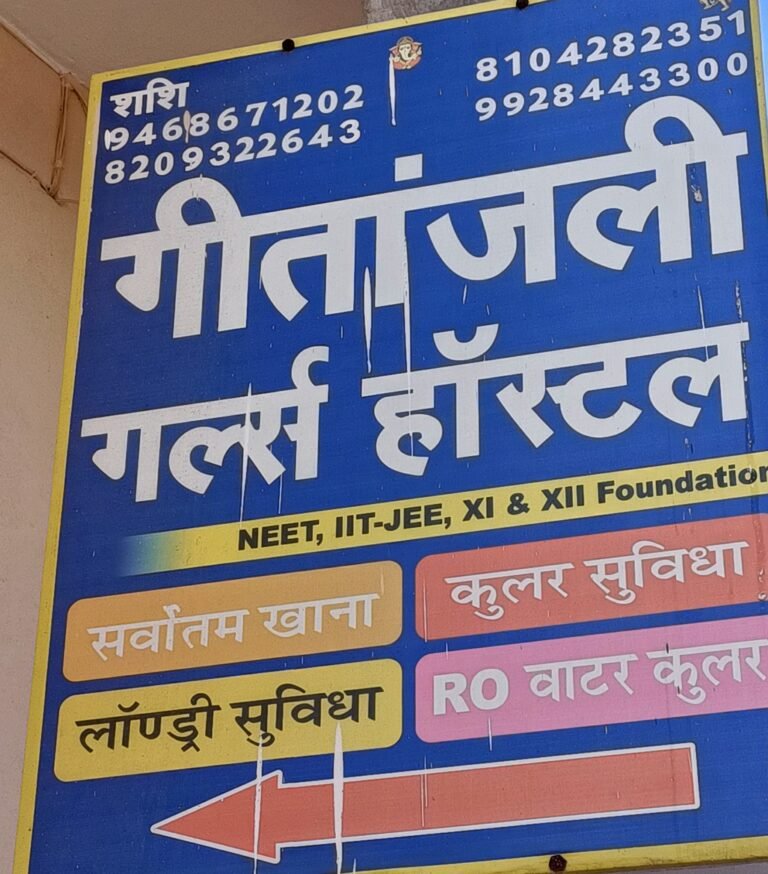 शशि
9468671202
8209322643
8104282351
9928443300
गीतांजली
गर्ल्स हॉस्टल
NEET, IIT-JEE, XI & XII Foundation
सर्वोतम खाना
कुलर सुविधा
लॉण्ड्री सुविधा
RO वाटर कुलर